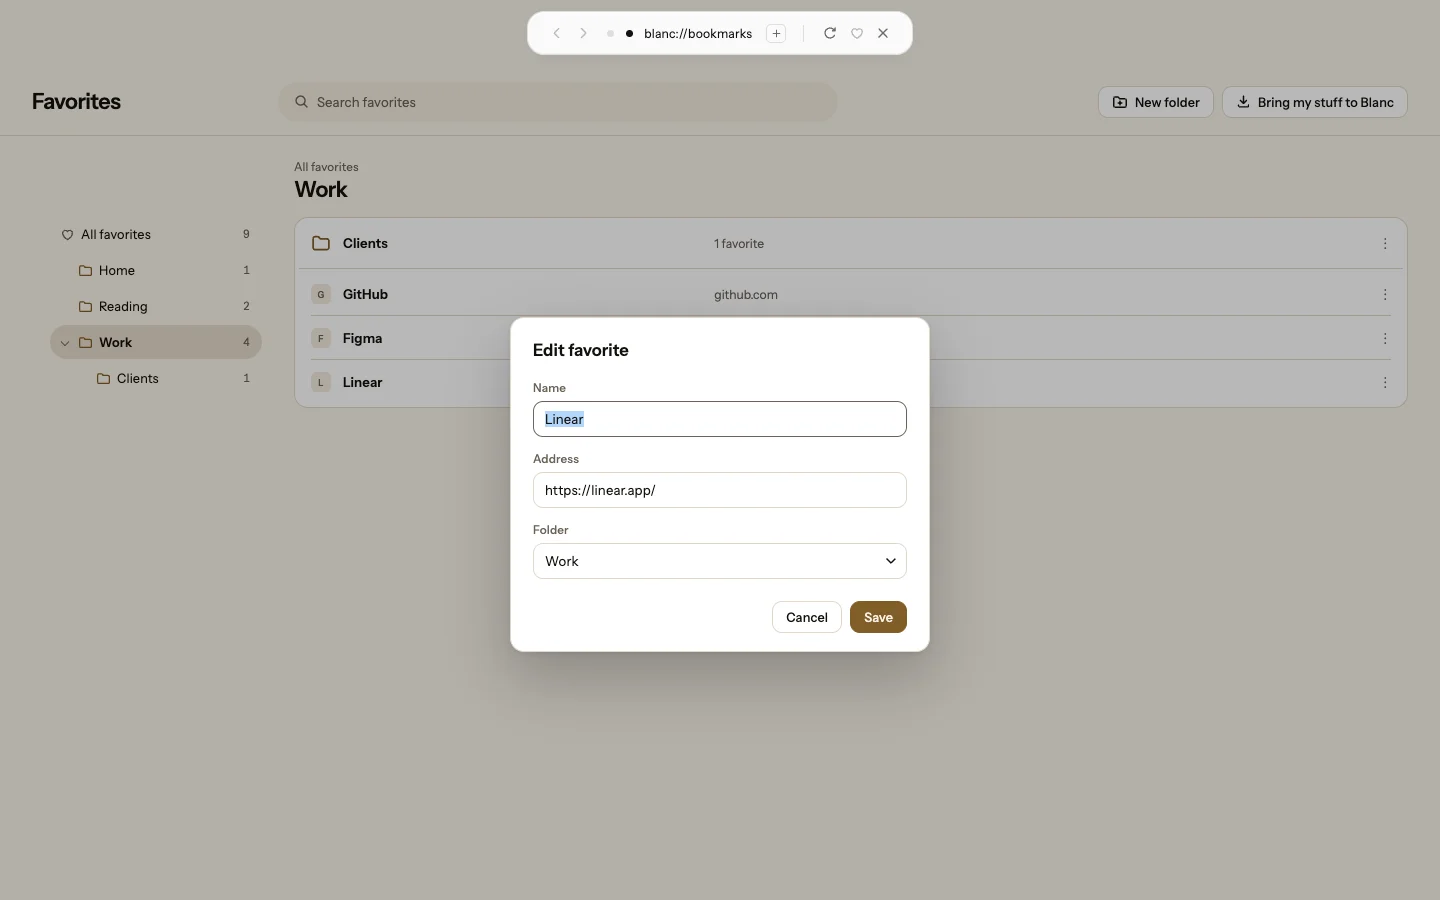 blanc://bookmarks
Favorites
Search favorites
New folder
Bring my stuff to Blanc
All favorites
Work
All favorites 9
Home 1
Reading 2
Work 4
Clients 1
Clients 1 favorite
G GitHub github.com
F Figma
L Linear
Edit favorite
Name
Linear
Address
https://linear.app/
Folder
Work
Cancel Save